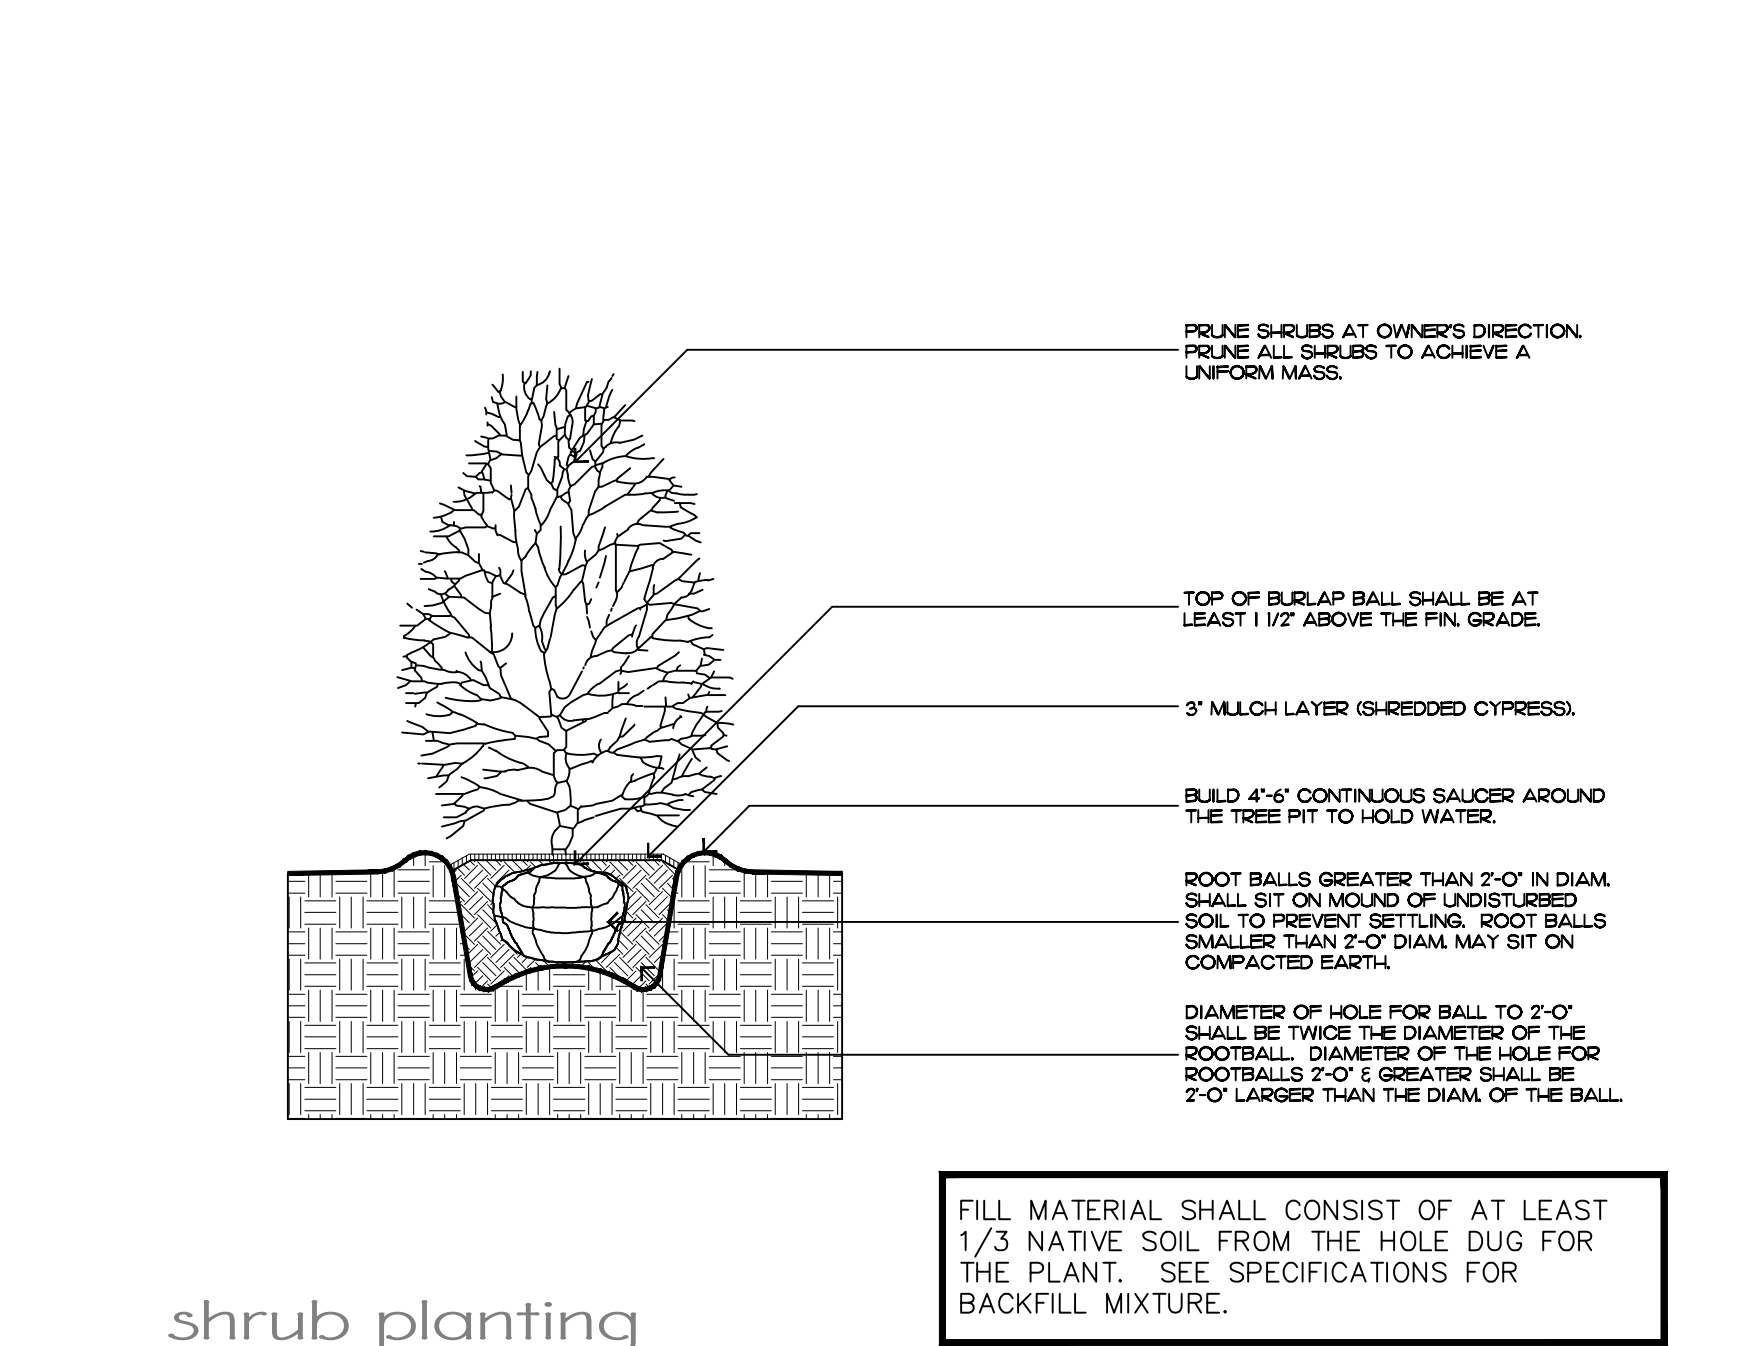 PRUNE SHRUBS AT OWNER'S DIRECTION.
PRUNE ALL SHRUBS TO ACHIEVE A
UNIFORM MASS.
TOP OF BURLAP BALL SHALL BE AT
LEAST 1 1/2" ABOVE THE FIN. GRADE.
3" MULCH LAYER (SHREDDED CYPRESS).
BUILD 4"-6" CONTINUOUS SAUCER AROUND
THE TREE PIT TO HOLD WATER.
ROOT BALLS GREATER THAN 2'-0" IN DIAM.
SHALL SIT ON MOUND OF UNDISTURBED
SOIL TO PREVENT SETTLING. ROOT BALLS
SMALLER THAN 2'-0" DIAM. MAY SIT ON
COMPACTED EARTH.
DIAMETER OF HOLE FOR BALL TO 2'-0"
SHALL BE TWICE THE DIAMETER OF THE
ROOTBALL. DIAMETER OF THE HOLE FOR
ROOTBALLS 2'-0" & GREATER SHALL BE
2'-0" LARGER THAN THE DIAM. OF THE BALL.
FILL MATERIAL SHALL CONSIST OF AT LEAST
1/3 NATIVE SOIL FROM THE HOLE DUG FOR
THE PLANT. SEE SPECIFICATIONS FOR
BACKFILL MIXTURE.
shrub planting